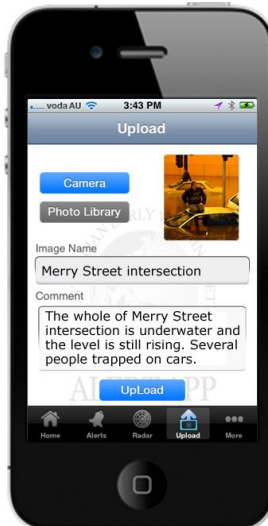 voda AU 3:43 PM
Upload
Camera
Photo Library
Image Name
Merry Street intersection
Comment
The whole of Merry Street
intersection is underwater and
the level is still rising. Several
people trapped on cars.
ALERT APP
UpLoad
Home Alerts Radar Upload More